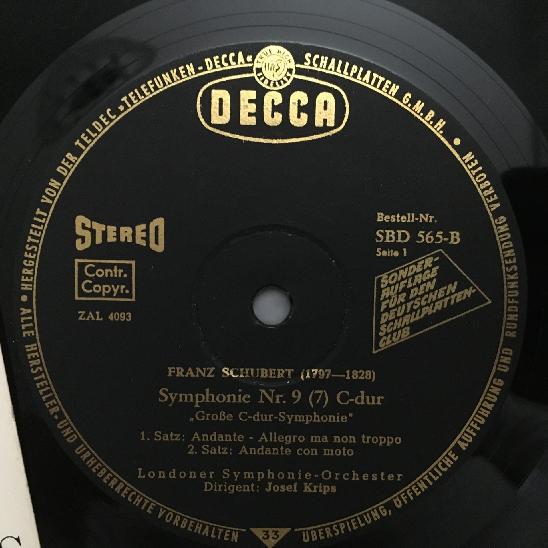 • HERGESTELLT VON DER TELDEC »TELEFUNKEN-DECCA« SCHALLPLATTEN G.M.B.H. •
FULL HIGH
FIDELITY
DECCA
STEREO
Contr.
Copyr.
ZAL 4093
Bestell-Nr.
SBD 565-B
Seite 1
SONDER-
AUFLAGE
FÜR DEN
DEUTSCHEN
SCHALLPLATTEN-
CLUB
FRANZ SCHUBERT (1797—1828)
Symphonie Nr. 9 (7) C-dur
„Große C-dur-Symphonie"
1. Satz: Andante - Allegro ma non troppo
2. Satz: Andante con moto
Londoner Symphonie-Orchester
Dirigent: Josef Krips
ALLE HERSTELLER-UND URHEBERRECHTE VORBEHALTEN
33
ÜBERSPIELUNG, ÖFFENTLICHE AUFFÜHRUNG UND RUNDFUNKSENDUNG VERBOTEN